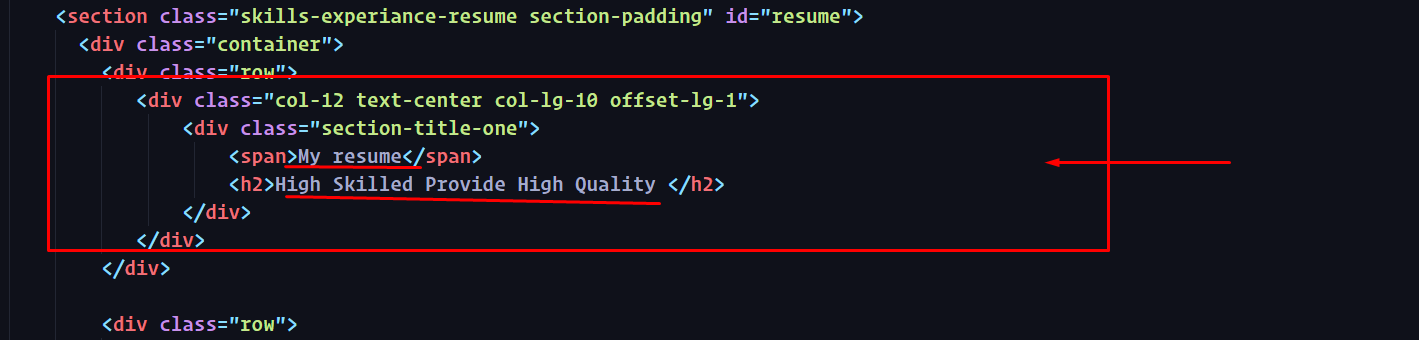 <section class="skills-experiance-resume section-padding" id="resume">
<div class="container">
<div class="row">
<div class="col-12 text-center col-lg-10 offset-lg-1">
<div class="section-title-one">
<span>My resume</span>
<h2>High Skilled Provide High Quality </h2>
</div>
</div>
</div>
<div class="row">